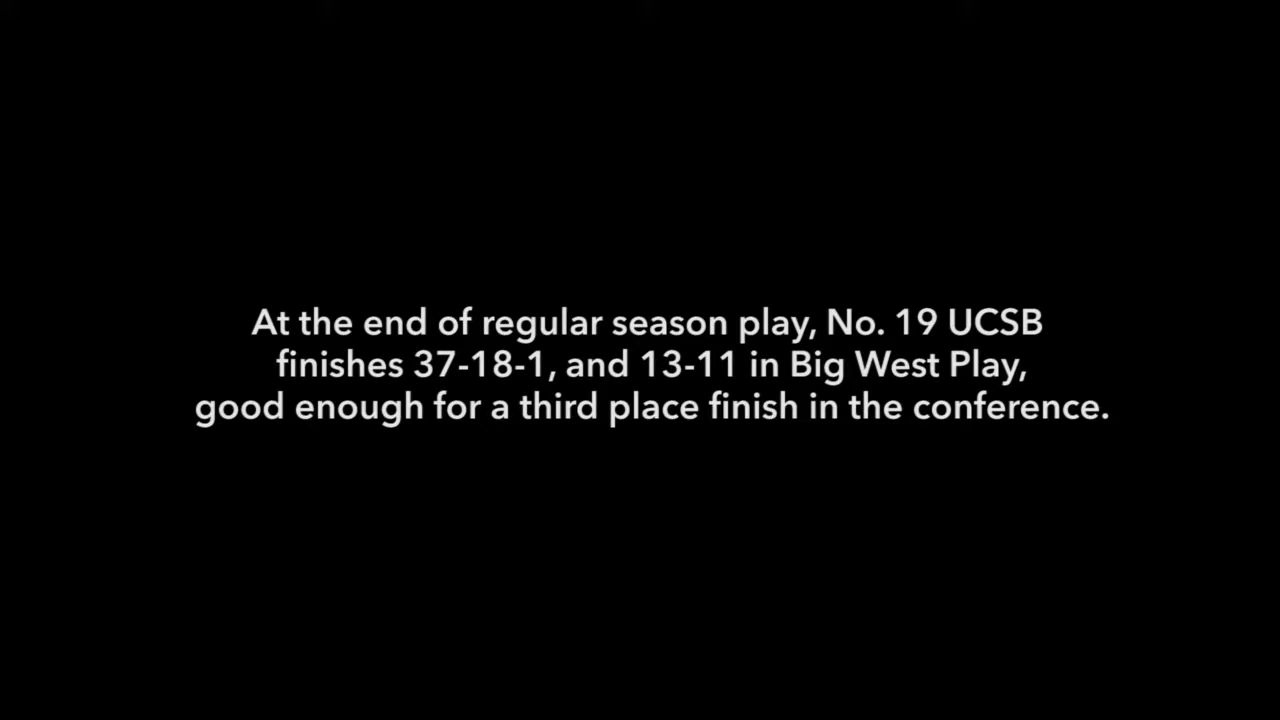 At the end of regular season play, No. 19 UCSB
finishes 37-18-1, and 13-11 in Big West Play,
good enough for a third place finish in the conference.